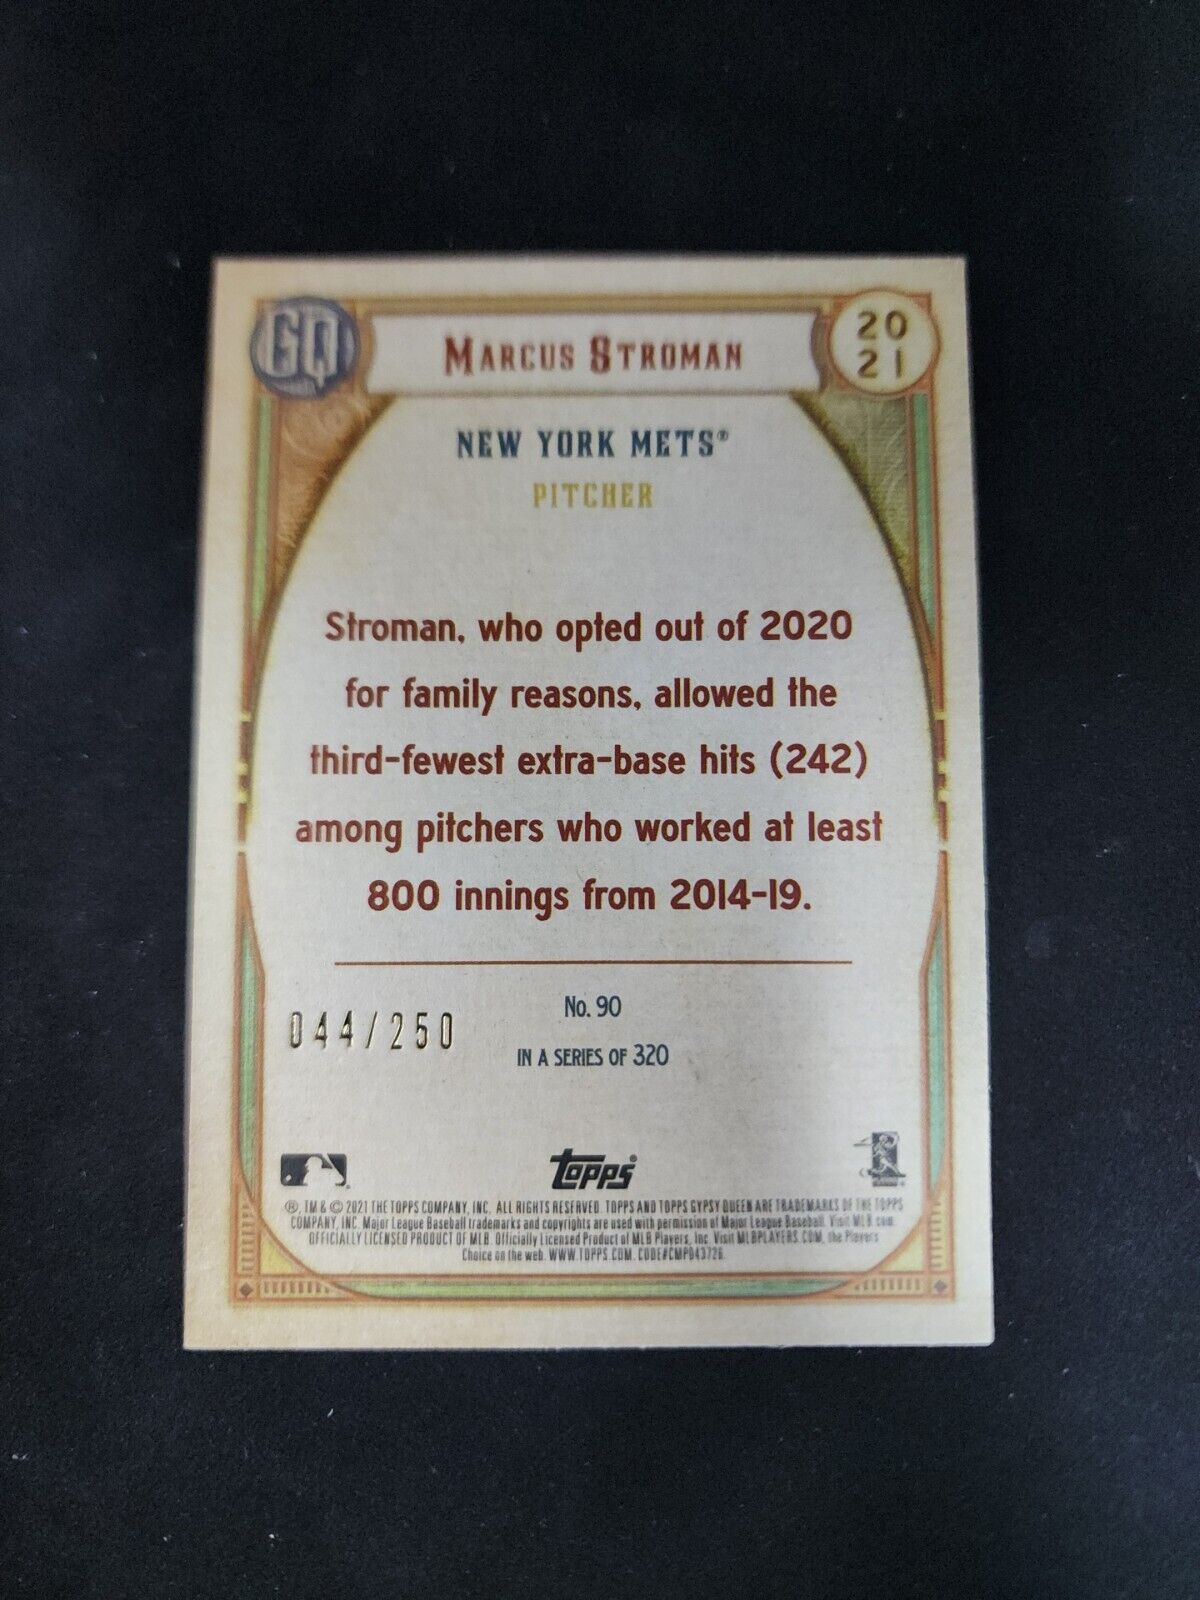 GQ
MARCUS STROMAN
20
21
NEW YORK METS®
PITCHER
Stroman, who opted out of 2020
for family reasons, allowed the
third-fewest extra-base hits (242)
among pitchers who worked at least
800 innings from 2014-19.
044/250
No. 90
IN A SERIES OF 320
topps®
®, TM & © 2021 THE TOPPS COMPANY, INC. ALL RIGHTS RESERVED. TOPPS AND TOPPS GYPSY QUEEN ARE TRADEMARKS OF THE TOPPS
COMPANY, INC. Major League Baseball trademarks and copyrights are used with permission of Major League Baseball. Visit MLB.com.
OFFICIALLY LICENSED PRODUCT OF MLB Players, Inc. Visit MLBPLAYERS.COM, the Players
Choice on the web. WWW.TOPPS.COM. CODE#CMP043726.